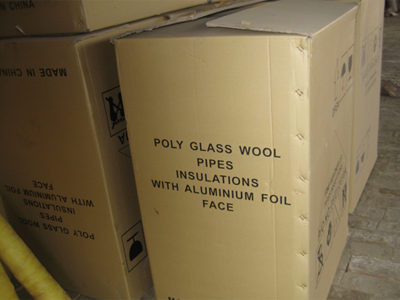 CHINA
MADE IN CHINA
POLY GLASS WOOL
PIPES
INSULATIONS
WITH ALUMINIUM FOIL
FACE
POLY GLASS WOOL
PIPES
INSULATIONS
WITH ALUMINIUM FOIL
FACE